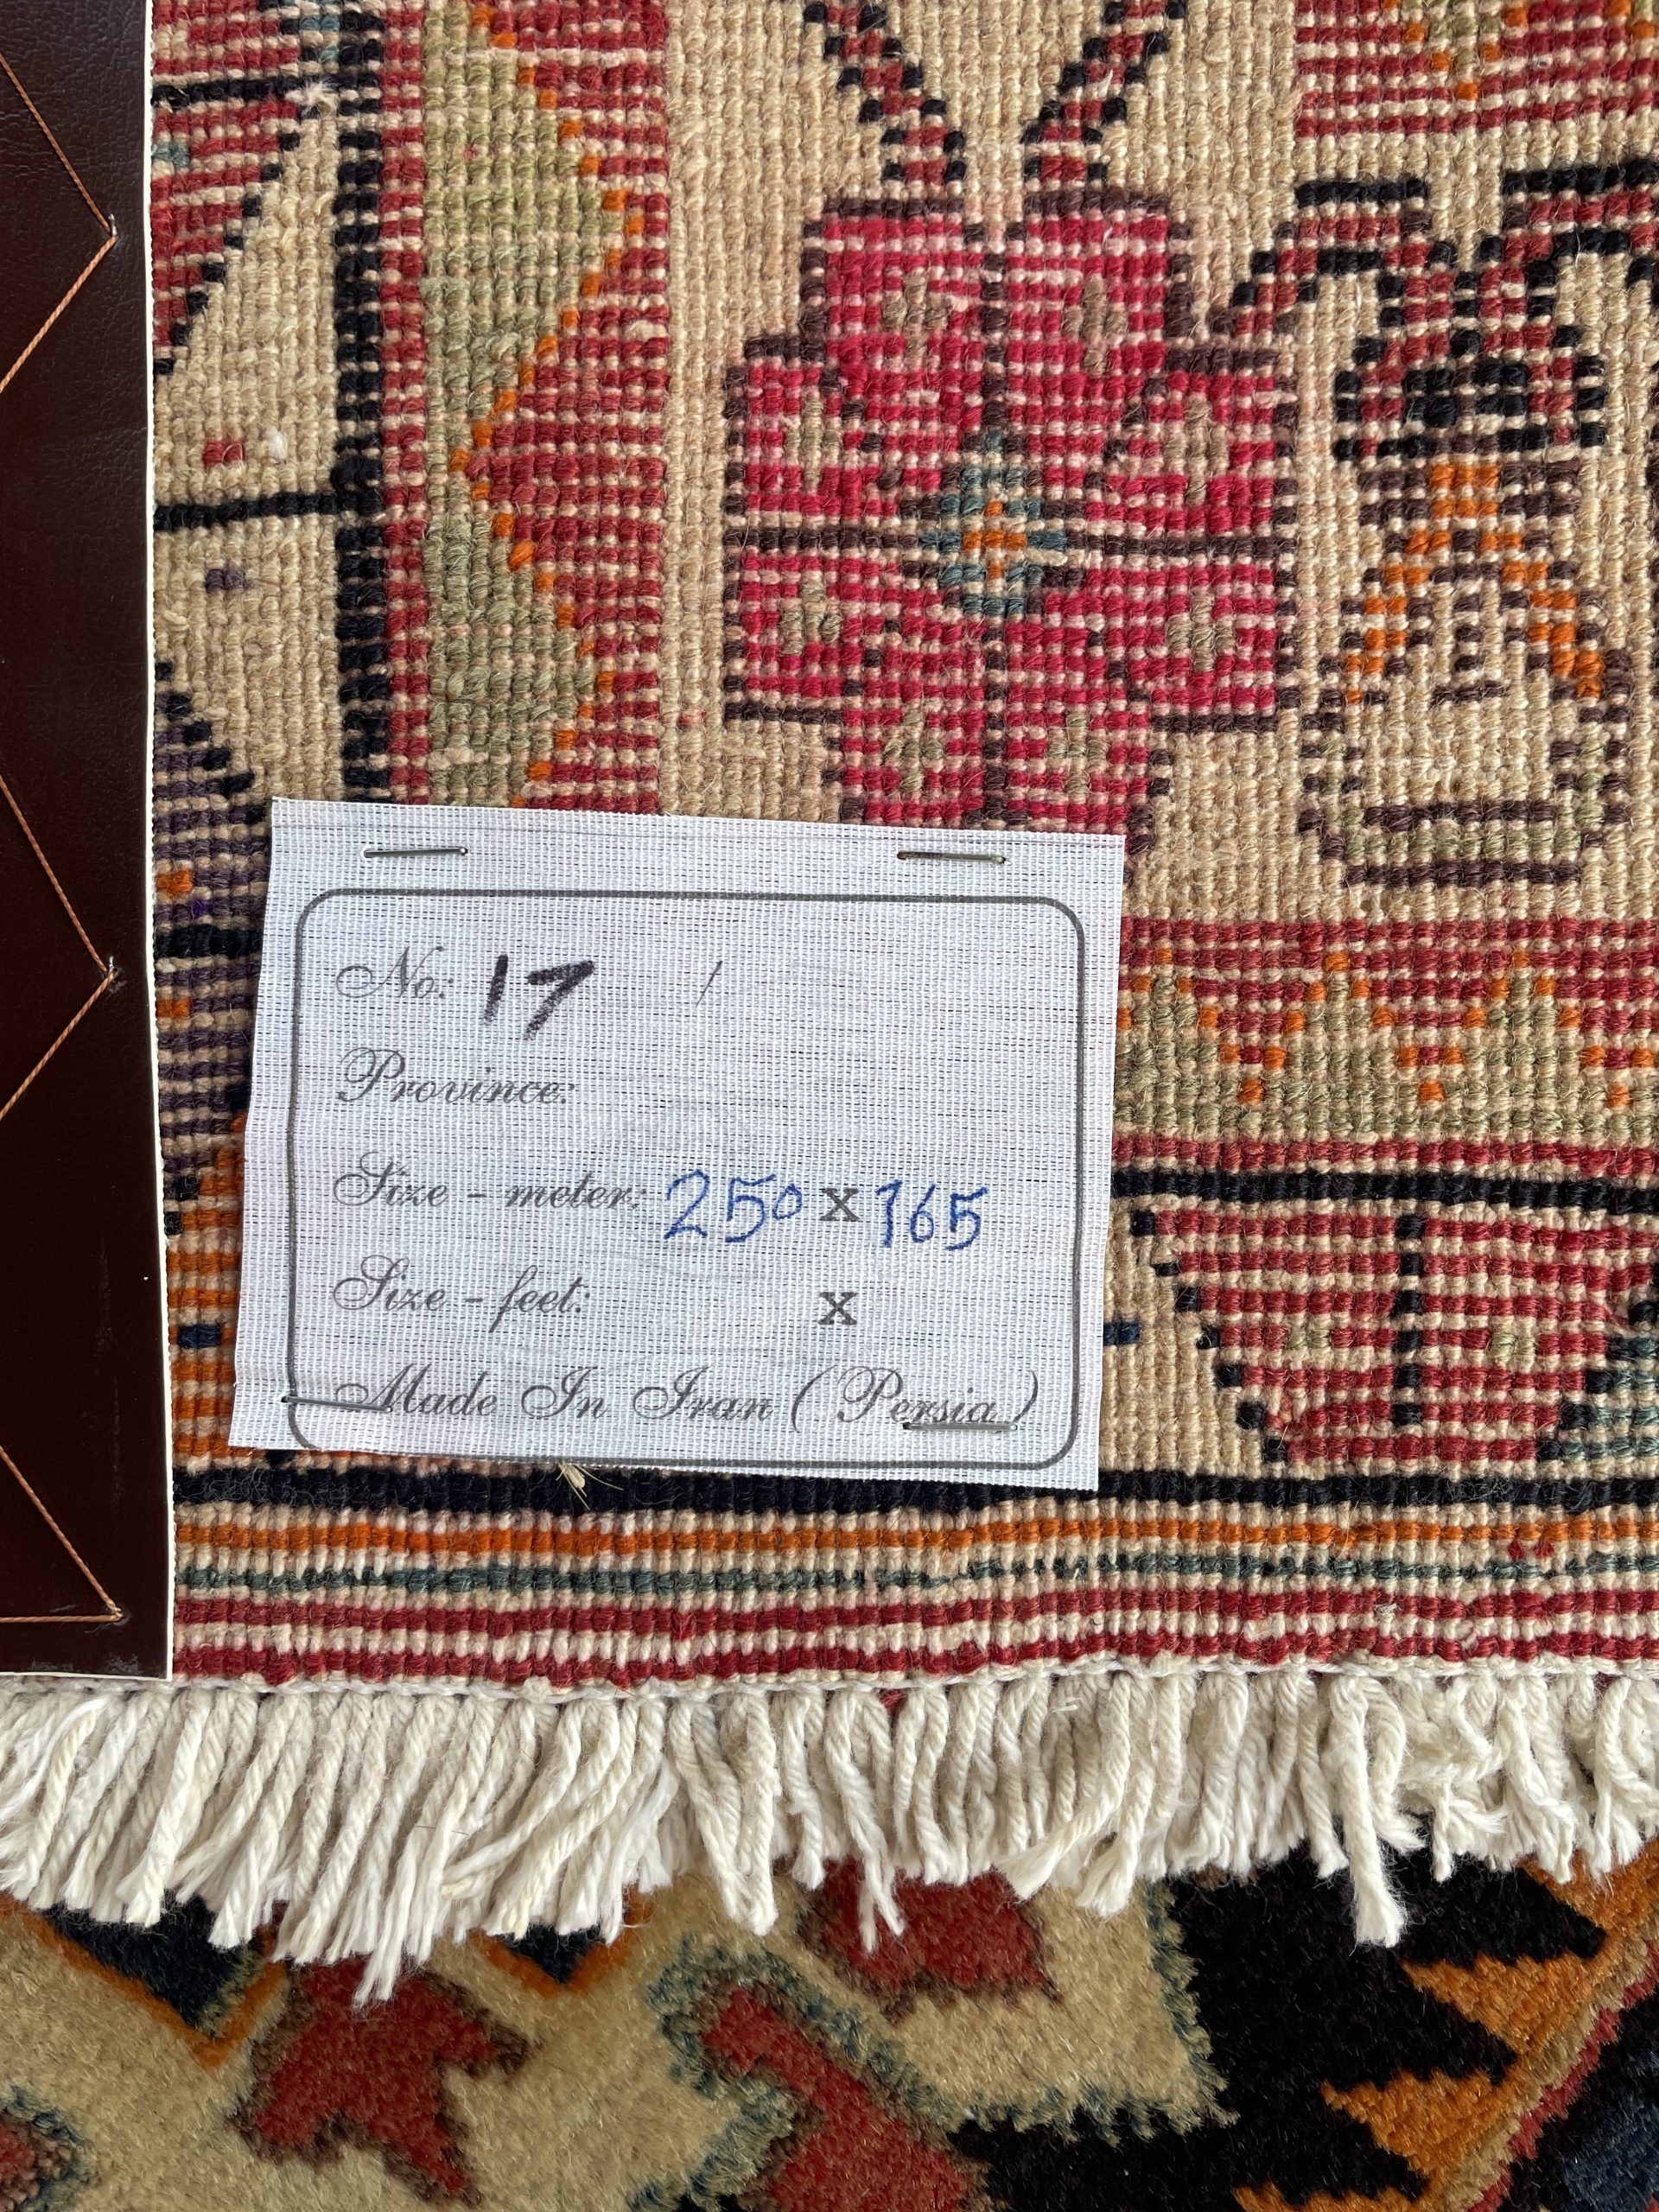 No: 17 /
Province:
Size - meter: 250 x 165
Size - feet: x
Made In Iran ( Persia )